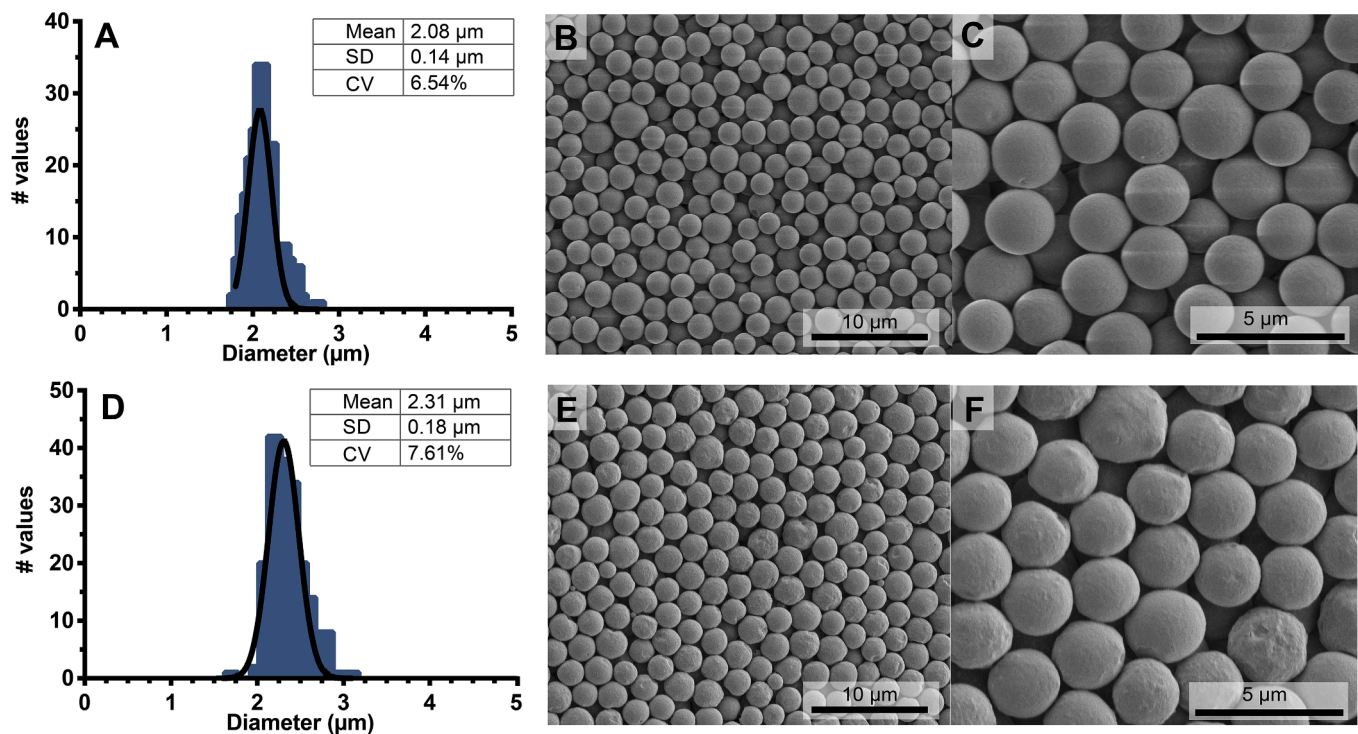 A
Mean 2.08 µm
SD 0.14 µm
CV 6.54%
# values
40
30
20
10
0
0 1 2 3 4 5
Diameter (µm)
B
10 µm
C
5 µm
D
Mean 2.31 µm
SD 0.18 µm
CV 7.61%
# values
50
40
30
20
10
0
0 1 2 3 4 5
Diameter (µm)
E
10 µm
F
5 µm